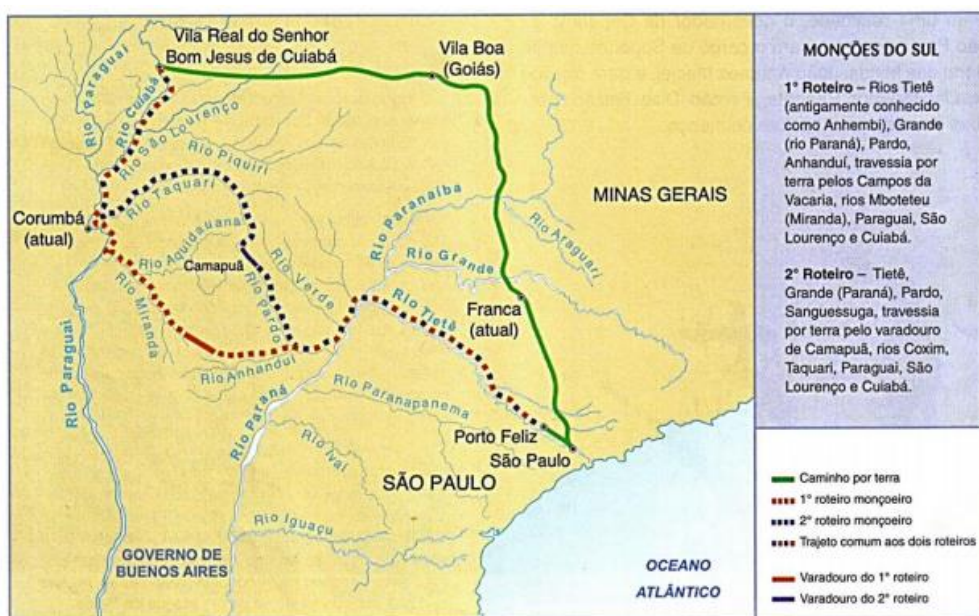 Vila Real do Senhor
Bom Jesus de Cuiabá
Vila Boa
(Goiás)
Rio Paraguai
Rio Cuiabá
Rio São Lourenço
Rio Piquiri
Rio Taquari
Corumbá
(atual)
Rio Aquidauana
Camapuã
Rio Verde
Rio Pardo
Rio Miranda
Rio Anhanduí
Rio Paraguai
Rio Paranaíba
MINAS GERAIS
Rio Araguari
Rio Grande
Rio Tietê
Franca
(atual)
Rio Paraná
Rio Paranapanema
Porto Feliz
São Paulo
Rio Ivaí
SÃO PAULO
Rio Iguaçu
GOVERNO DE
BUENOS AIRES
OCEANO
ATLÂNTICO
MONÇÕES DO SUL
1° Roteiro – Rios Tietê
(antigamente conhecido
como Anhembi), Grande
(rio Paraná), Pardo,
Anhanduí, travessia por
terra pelos Campos da
Vacaria, rios Mboteteu
(Miranda), Paraguai, São
Lourenço e Cuiabá.
2° Roteiro – Tietê,
Grande (Paraná), Pardo,
Sanguessuga, travessia
por terra pelo varadouro
de Camapuã, rios Coxim,
Taquari, Paraguai, São
Lourenço e Cuiabá.
Caminho por terra
1° roteiro monçoeiro
2° roteiro monçoeiro
Trajeto comum aos dois roteiros
Varadouro do 1° roteiro
Varadouro do 2° roteiro